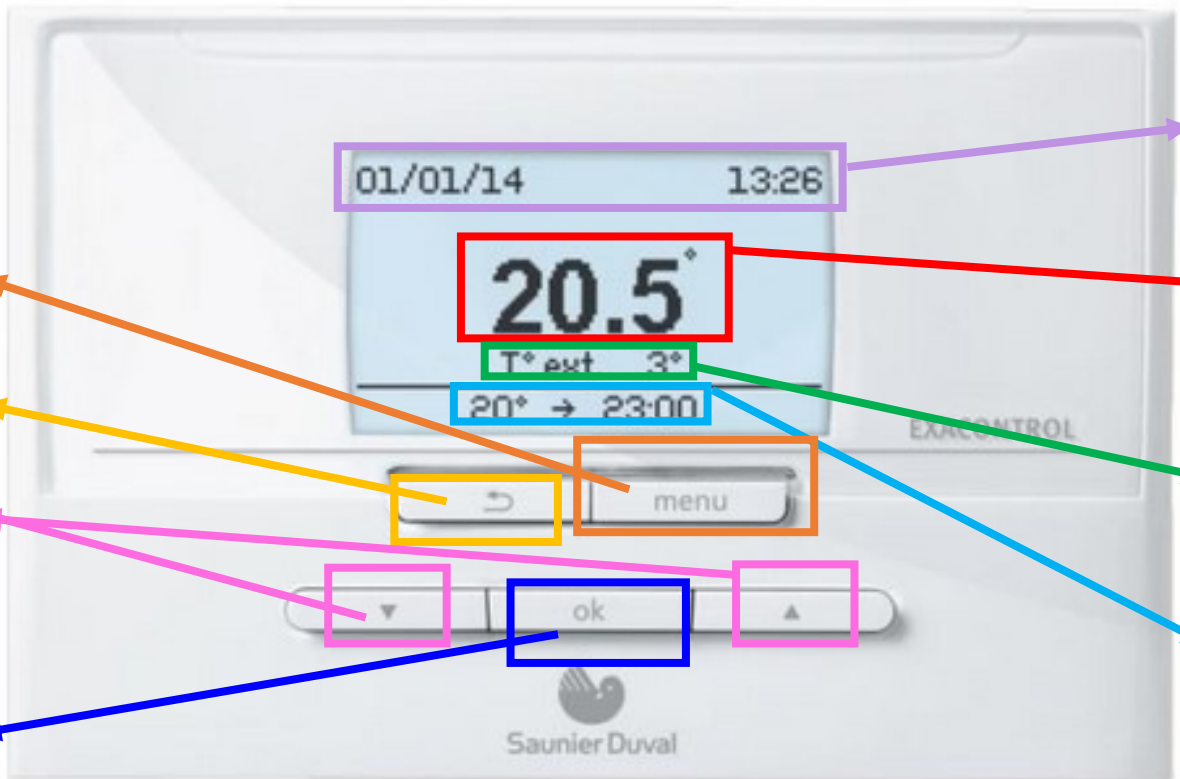 01/01/14 13:26
20.5°
T° ext 3°
20° → 23:00
EXACONTROL
menu
▼ ok ▲
Saunier Duval